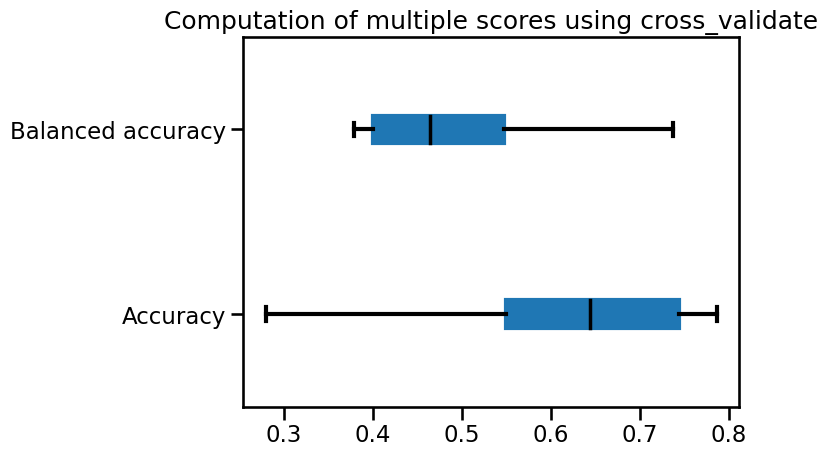 Computation of multiple scores using cross_validate
Balanced accuracy
Accuracy
0.3 0.4 0.5 0.6 0.7 0.8